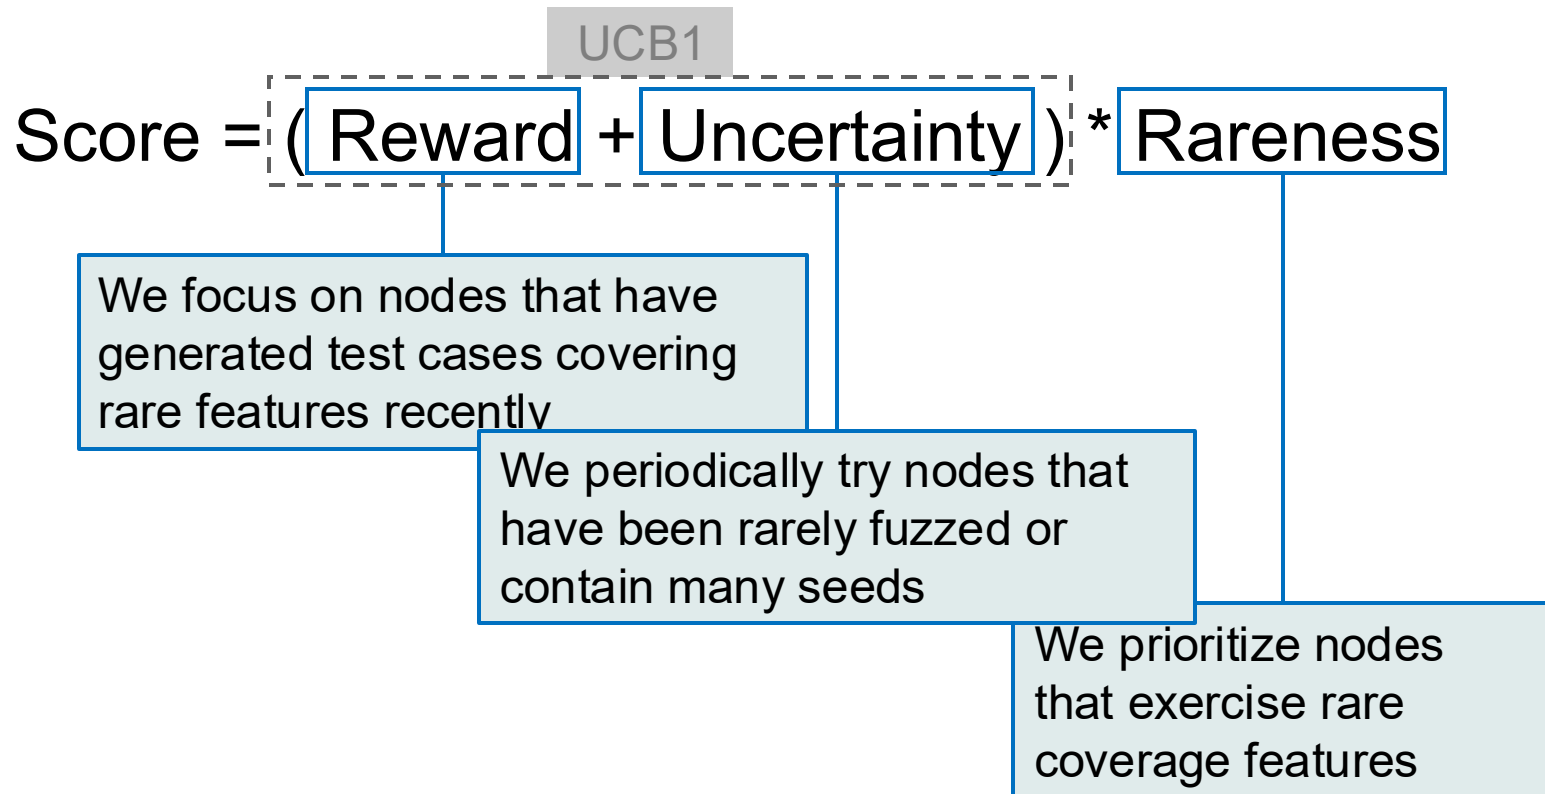 UCB1
Score = ( Reward + Uncertainty ) * Rareness
We focus on nodes that have
generated test cases covering
rare features recently
We periodically try nodes that
have been rarely fuzzed or
contain many seeds
We prioritize nodes
that exercise rare
coverage features